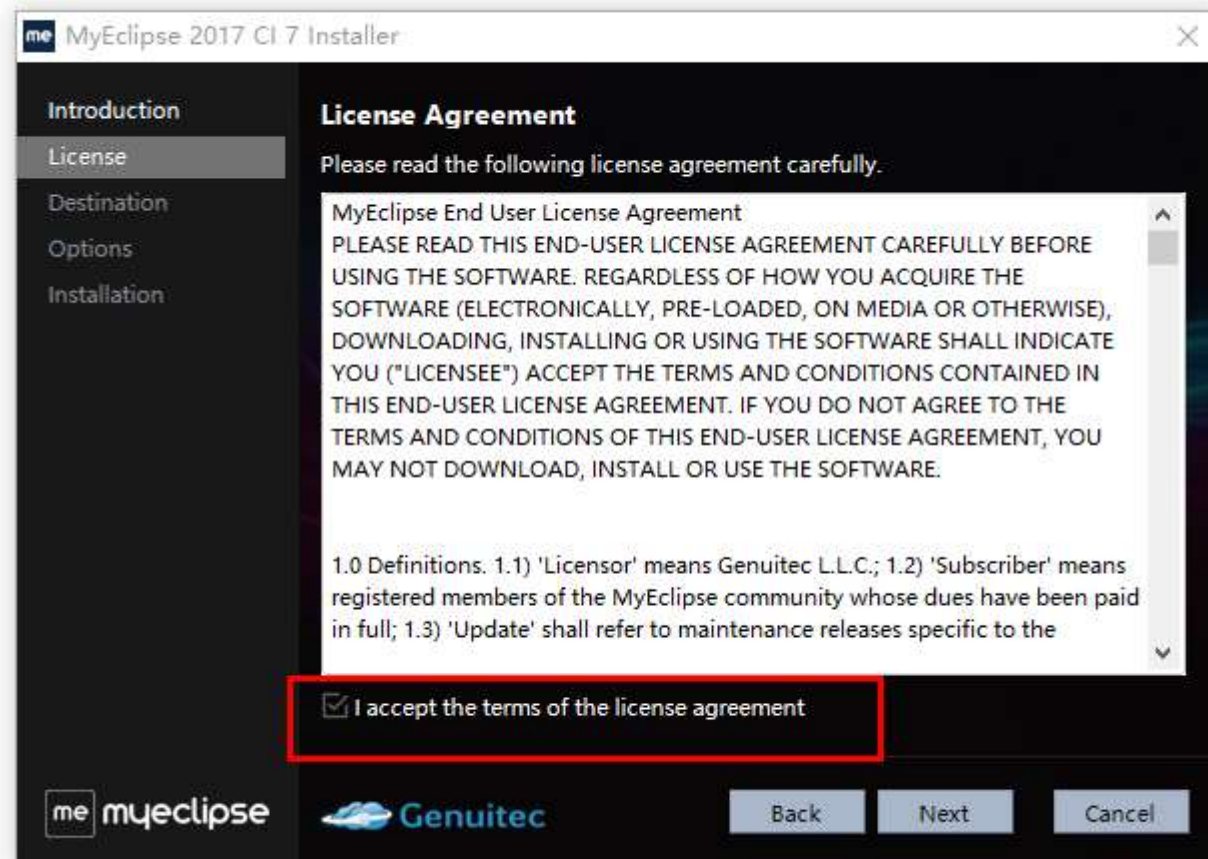 me MyEclipse 2017 CI 7 Installer
Introduction
License
Destination
Options
Installation
License Agreement
Please read the following license agreement carefully.
MyEclipse End User License Agreement
PLEASE READ THIS END-USER LICENSE AGREEMENT CAREFULLY BEFORE
USING THE SOFTWARE. REGARDLESS OF HOW YOU ACQUIRE THE
SOFTWARE (ELECTRONICALLY, PRE-LOADED, ON MEDIA OR OTHERWISE),
DOWNLOADING, INSTALLING OR USING THE SOFTWARE SHALL INDICATE
YOU ("LICENSEE") ACCEPT THE TERMS AND CONDITIONS CONTAINED IN
THIS END-USER LICENSE AGREEMENT. IF YOU DO NOT AGREE TO THE
TERMS AND CONDITIONS OF THIS END-USER LICENSE AGREEMENT, YOU
MAY NOT DOWNLOAD, INSTALL OR USE THE SOFTWARE.
1.0 Definitions. 1.1) 'Licensor' means Genuitec L.L.C.; 1.2) 'Subscriber' means
registered members of the MyEclipse community whose dues have been paid
in full; 1.3) 'Update' shall refer to maintenance releases specific to the
I accept the terms of the license agreement
me myeclipse
Genuitec
Back
Next
Cancel